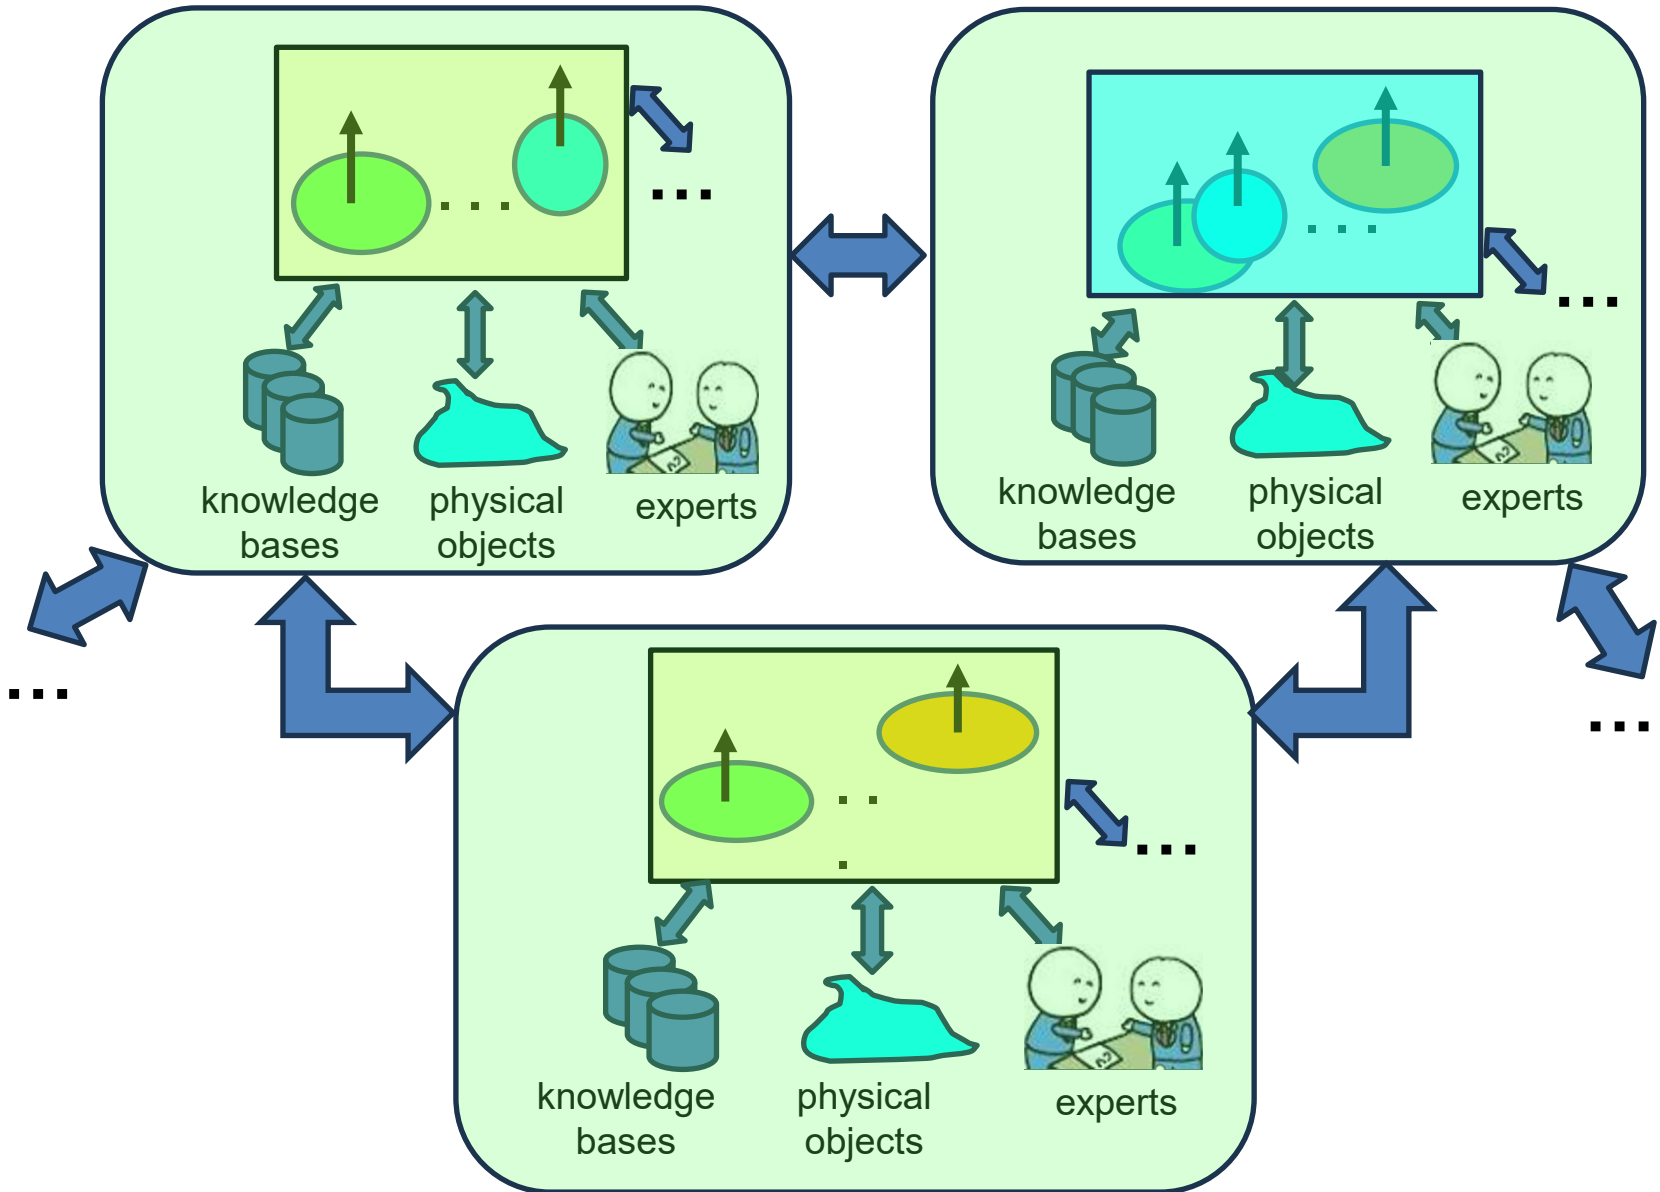 ...
...
. . .
. . . .
...
knowledge
bases
physical
objects
experts
knowledge
bases
physical
objects
experts
...
...
. .
.
...
knowledge
bases
physical
objects
experts